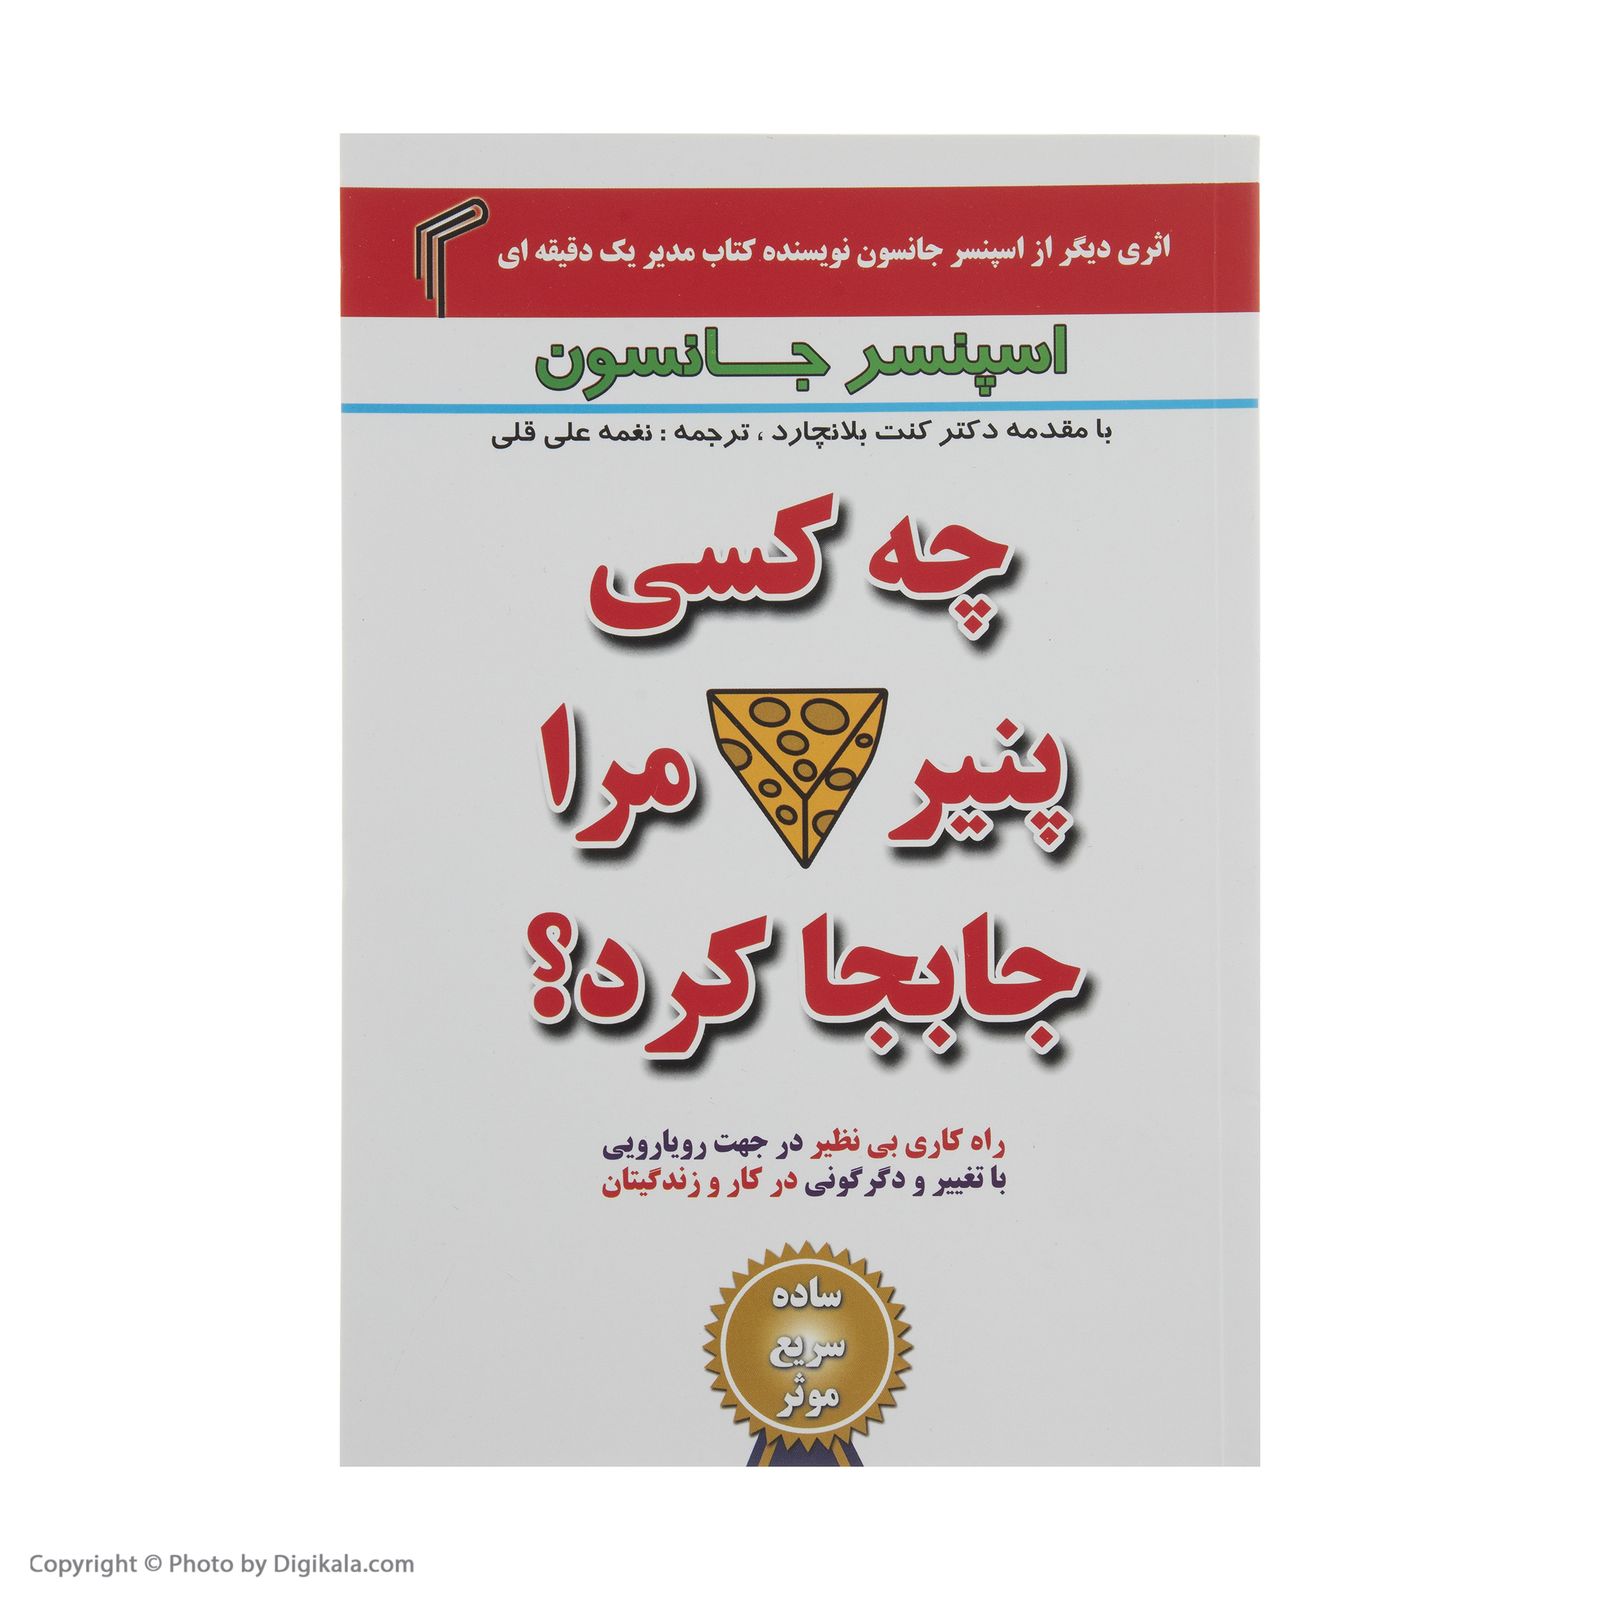 اثری دیگر از اسپنسر جانسون نویسنده کتاب مدیر یک دقیقه ای
اسپنسر جانسون
با مقدمه دکتر کنت بلانچارد ، ترجمه : نغمه علی قلی
چه کسی
پنیر مرا
جابجا کرد؟
راه کاری بی نظیر در جهت رویارویی
با تغییر و دگرگونی در کار و زندگیتان
ساده
سریع
موثر
Copyright © Photo by Digikala.com